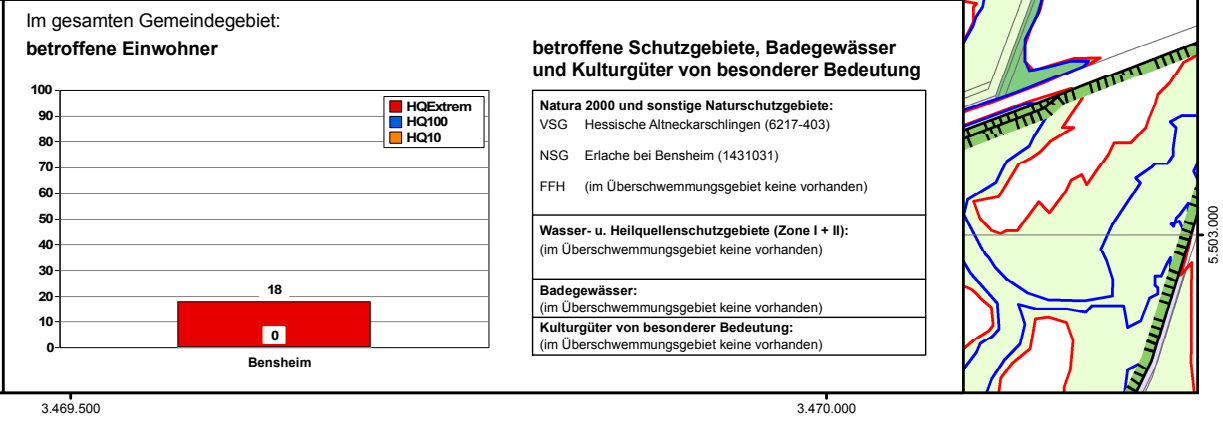 Im gesamten Gemeindegebiet:
betroffene Einwohner
100
90
80
70
60
50
40
30
20
10
0
HQExtrem
HQ100
HQ10
18
0
Bensheim
betroffene Schutzgebiete, Badegewässer
und Kulturgüter von besonderer Bedeutung
Natura 2000 und sonstige Naturschutzgebiete:
VSG Hessische Altneckarschlingen (6217-403)
NSG Erlache bei Bensheim (1431031)
FFH (im Überschwemmungsgebiet keine vorhanden)
Wasser- u. Heilquellenschutzgebiete (Zone I + II):
(im Überschwemmungsgebiet keine vorhanden)
Badegewässer:
(im Überschwemmungsgebiet keine vorhanden)
Kulturgüter von besonderer Bedeutung:
(im Überschwemmungsgebiet keine vorhanden)
5.503.000
3.469.500
3.470.000